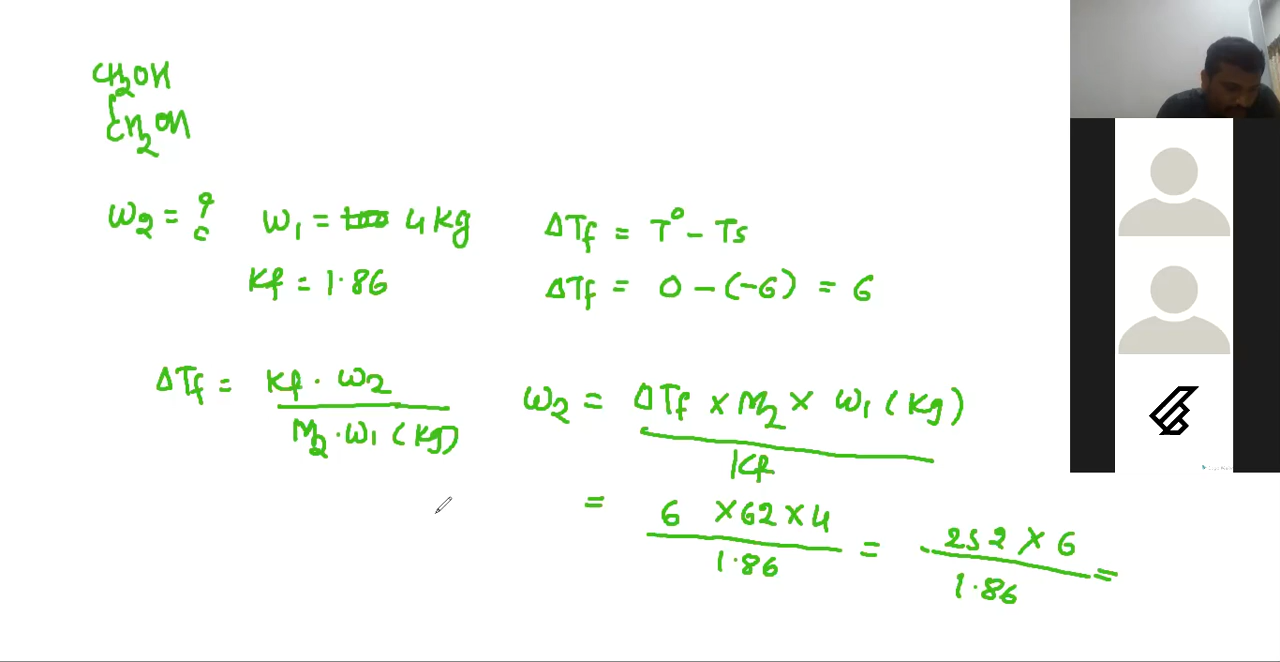 CH2OH
CH2OH
W2 = ? W1 = 4 kg ΔTf = T° - Ts
Kf = 1.86 ΔTf = 0 - (-6) = 6
ΔTf = Kf . W2 / M2 . W1 (kg)
W2 = ΔTf × M2 × W1 (kg) / Kf
= 6 × 62 × 4 / 1.86 = 252 × 6 / 1.86 =